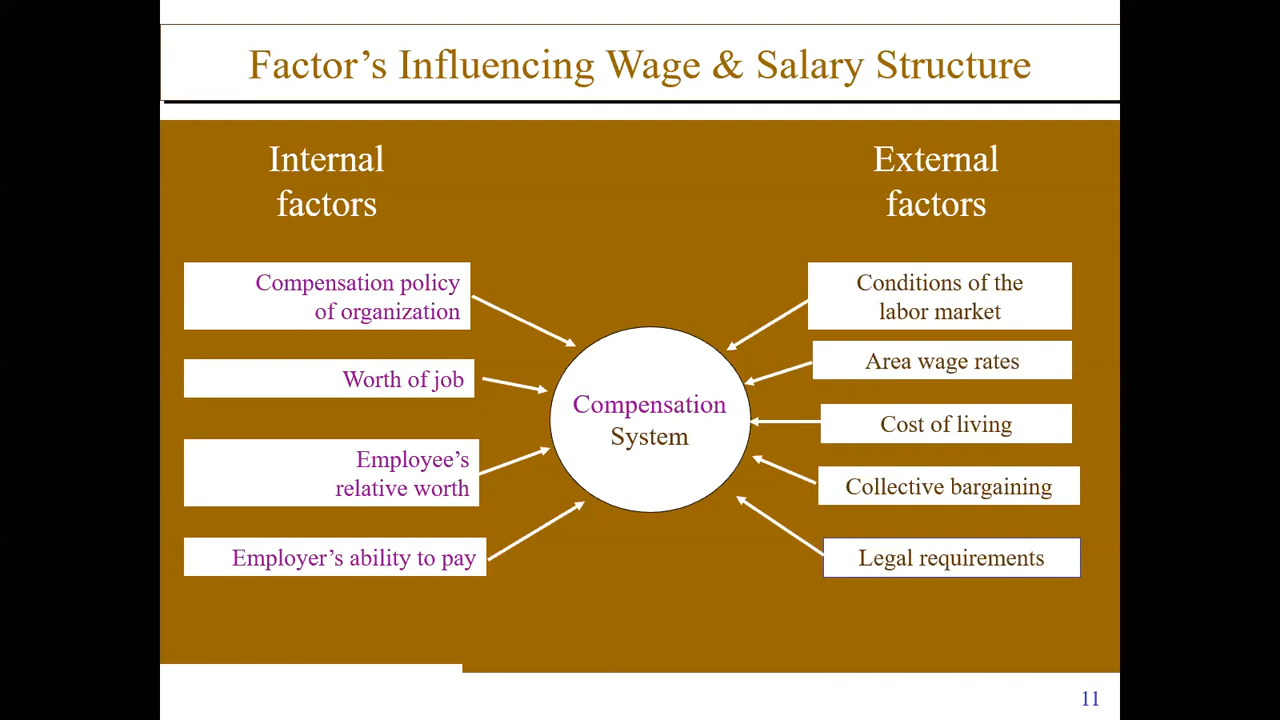 Factor’s Influencing Wage & Salary Structure
Internal
factors
Compensation policy
of organization
Worth of job
Employee’s
relative worth
Employer’s ability to pay
Compensation
System
External
factors
Conditions of the
labor market
Area wage rates
Cost of living
Collective bargaining
Legal requirements
11